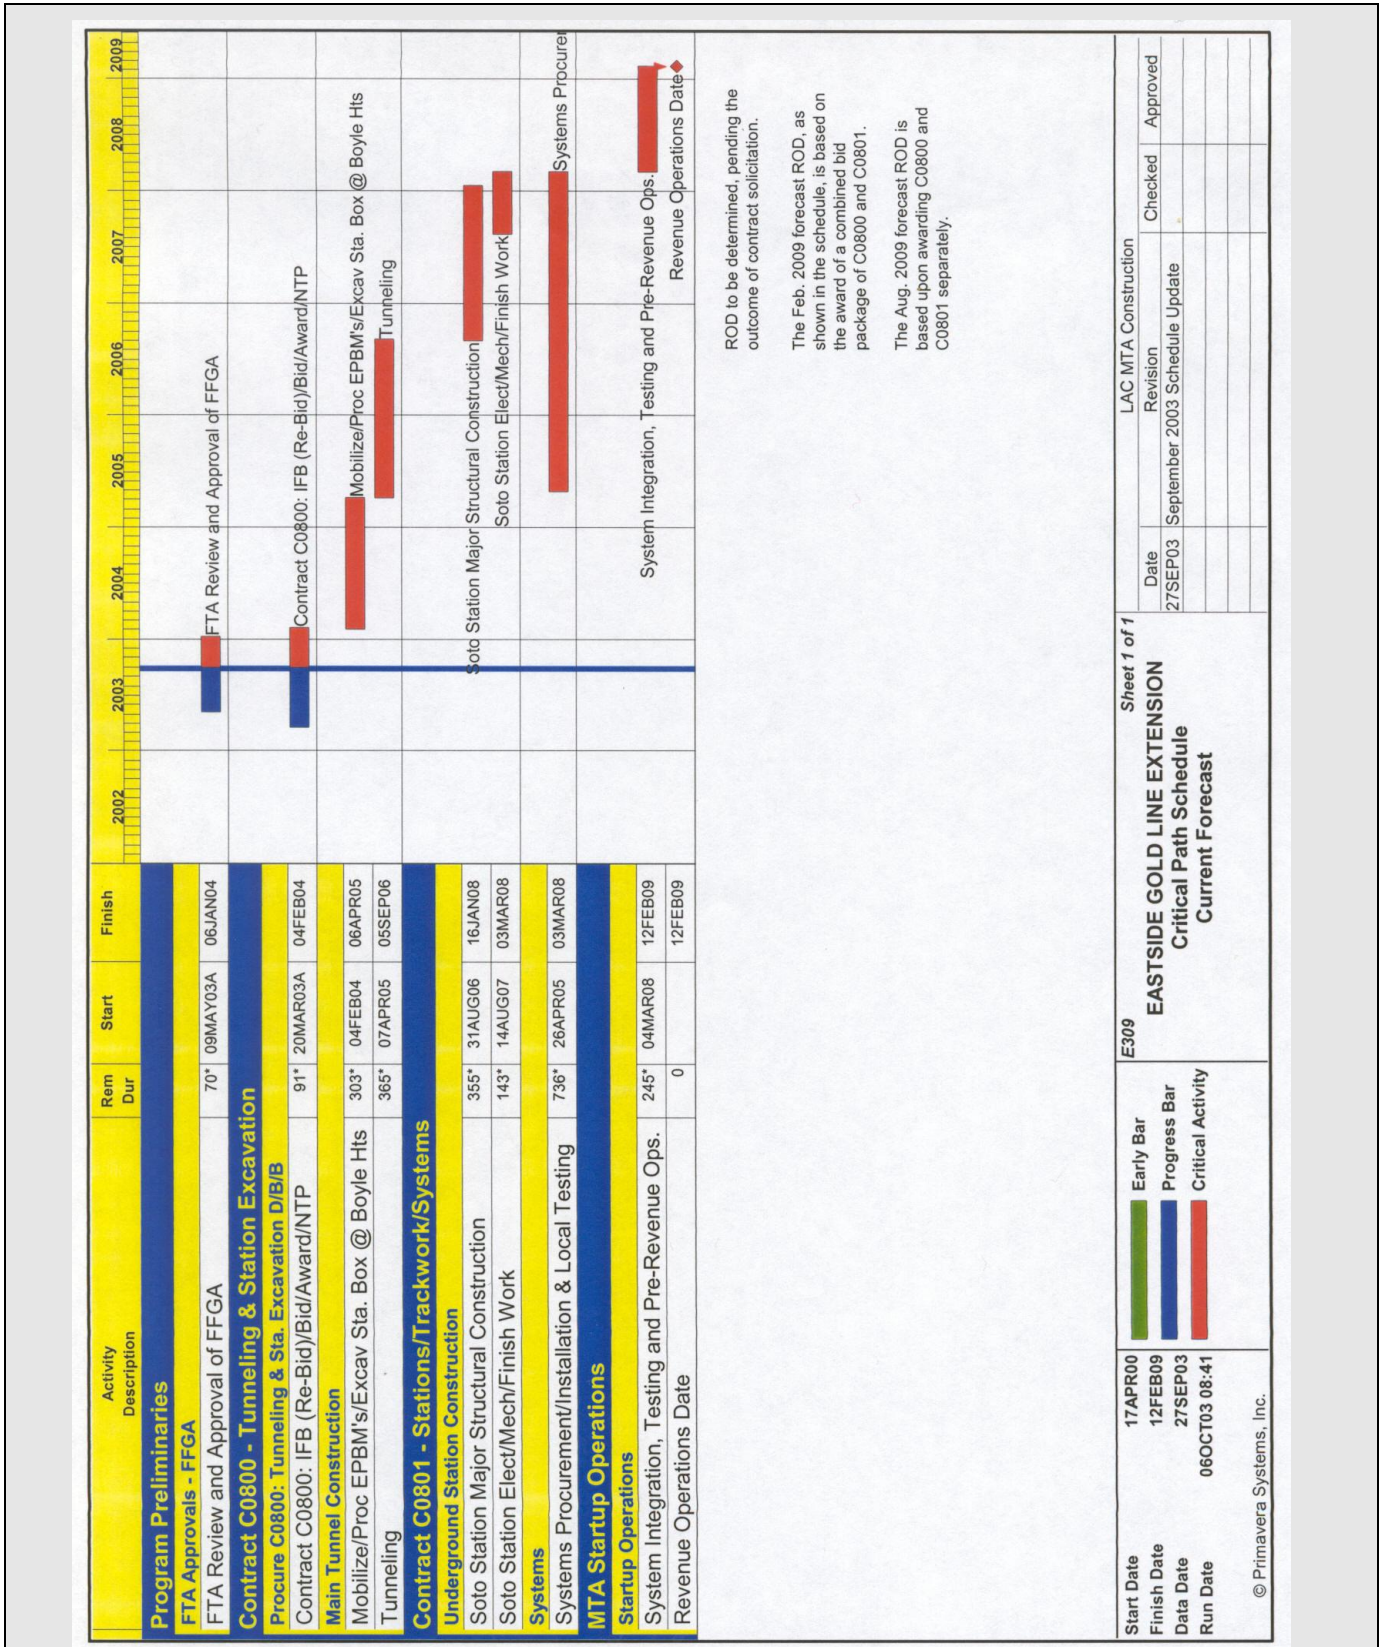 Activity Description Rem Dur Start Finish 2002 2003 2004 2005 2006 2007 2008 2009
Program Preliminaries
FTA Approvals - FFGA
FTA Review and Approval of FFGA 70* 09MAY03A 06JAN04 FTA Review and Approval of FFGA
Contract C0800 - Tunneling & Station Excavation
Procure C0800: Tunneling & Sta. Excavation D/B/B
Contract C0800: IFB (Re-Bid)/Bid/Award/NTP 91* 20MAR03A 04FEB04 Contract C0800: IFB (Re-Bid)/Bid/Award/NTP
Main Tunnel Construction
Mobilize/Proc EPBM's/Excav Sta. Box @ Boyle Hts 303* 04FEB04 06APR05 Mobilize/Proc EPBM's/Excav Sta. Box @ Boyle Hts
Tunneling 365* 07APR05 05SEP06 Tunneling
Contract C0801 - Stations/Trackwork/Systems
Underground Station Construction
Soto Station Major Structural Construction 355* 31AUG06 16JAN08 Soto Station Major Structural Construction
Soto Station Elect/Mech/Finish Work 143* 14AUG07 03MAR08 Soto Station Elect/Mech/Finish Work
Systems
Systems Procurement/Installation & Local Testing 736* 26APR05 03MAR08 Systems Procurer
MTA Startup Operations
Startup Operations
System Integration, Testing and Pre-Revenue Ops. 245* 04MAR08 12FEB09 System Integration, Testing and Pre-Revenue Ops.
Revenue Operations Date 0 12FEB09 Revenue Operations Date
ROD to be determined, pending the
outcome of contract solicitation.
The Feb. 2009 forecast ROD, as
shown in the schedule, is based on
the award of a combined bid
package of C0800 and C0801.
The Aug. 2009 forecast ROD is
based upon awarding C0800 and
C0801 separately.
Start Date 17APR00
Finish Date 12FEB09
Data Date 27SEP03
Run Date 06OCT03 08:41
© Primavera Systems, Inc.
Early Bar
Progress Bar
Critical Activity
E309 Sheet 1 of 1
EASTSIDE GOLD LINE EXTENSION
Critical Path Schedule
Current Forecast
LAC MTA Construction
Date Revision Checked Approved
27SEP03 September 2003 Schedule Update